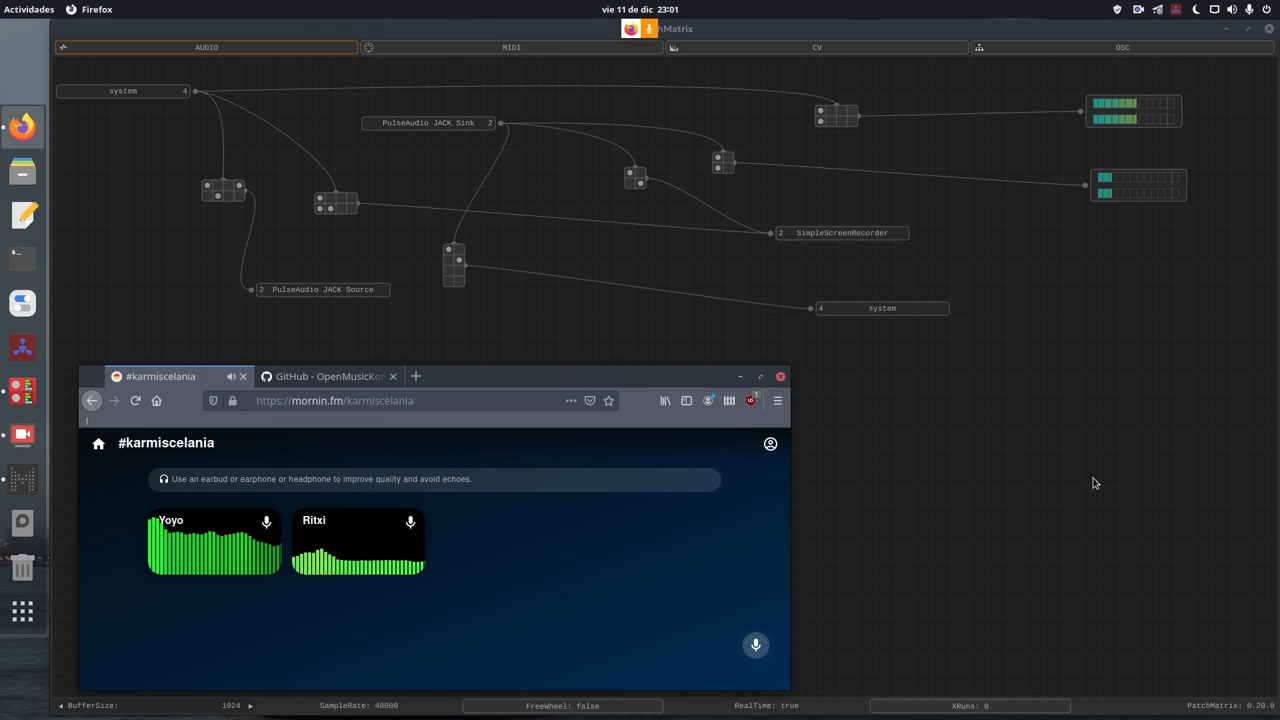 Actividades
Firefox
vie 11 de dic 23:01
chMatrix
AUDIO
MIDI
CV
OSC
system 4
PulseAudio JACK Sink 2
2 SimpleScreenRecorder
2 PulseAudio JACK Source
4 system
#karmiscelania
GitHub - OpenMusicKon
https://mornin.fm/karmiscelania
1
#karmiscelania
Use an earbud or earphone or headphone to improve quality and avoid echoes.
Yoyo
Ritxi
BufferSize: 1024
SampleRate: 48000
FreeWheel: false
RealTime: true
XRuns: 0
PatchMatrix: 0.20.0